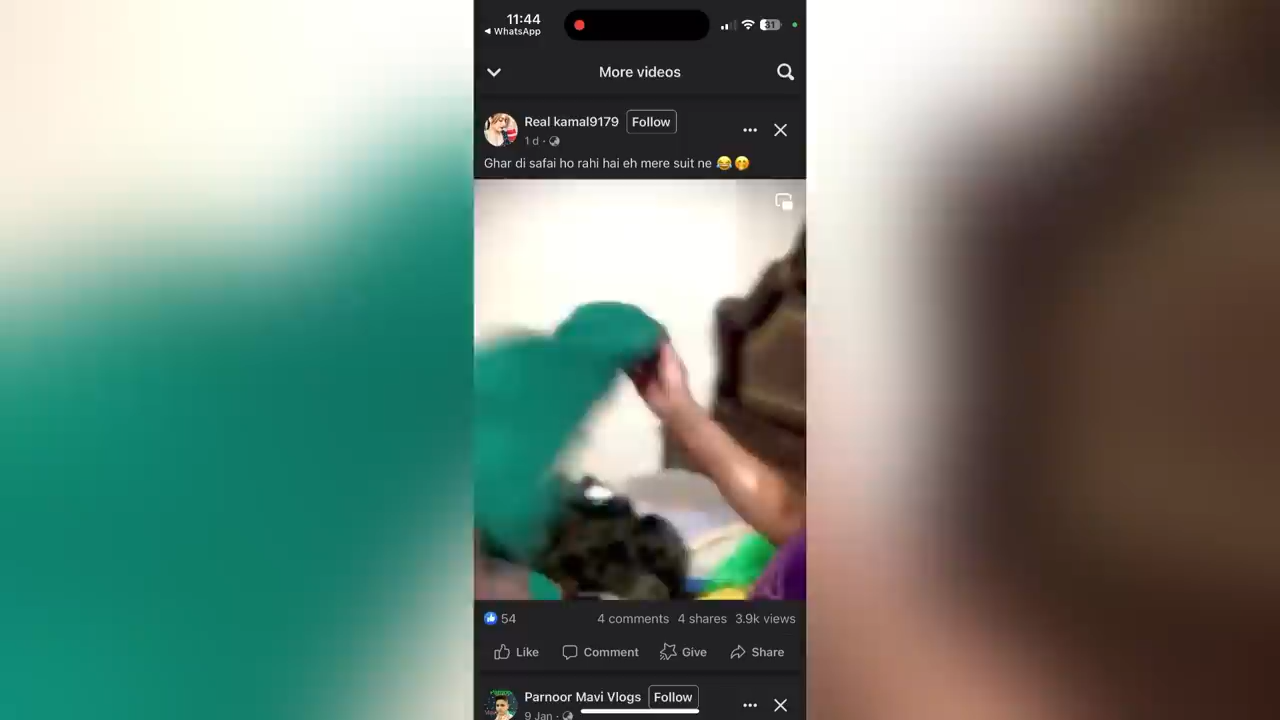 11:44
31
◀ WhatsApp
More videos
Real kamal9179 Follow
1 d ·
Ghar di safai ho rahi hai eh mere suit ne 😂🤭
54 4 comments 4 shares 3.9k views
Like Comment Give Share
Parnoor Mavi Vlogs Follow
9 Jan ·